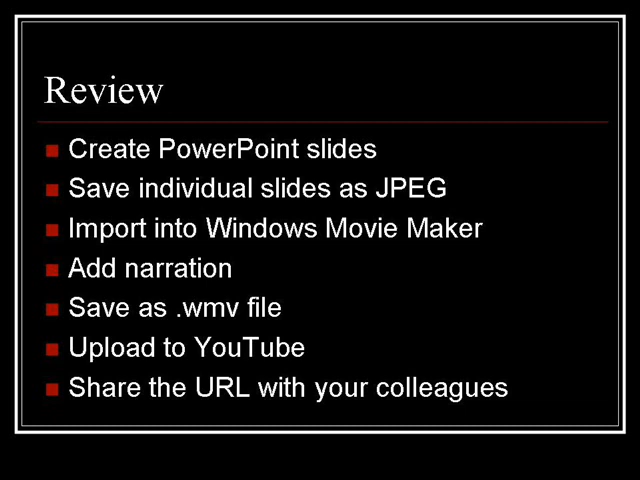 Review
Create PowerPoint slides
Save individual slides as JPEG
Import into Windows Movie Maker
Add narration
Save as .wmv file
Upload to YouTube
Share the URL with your colleagues